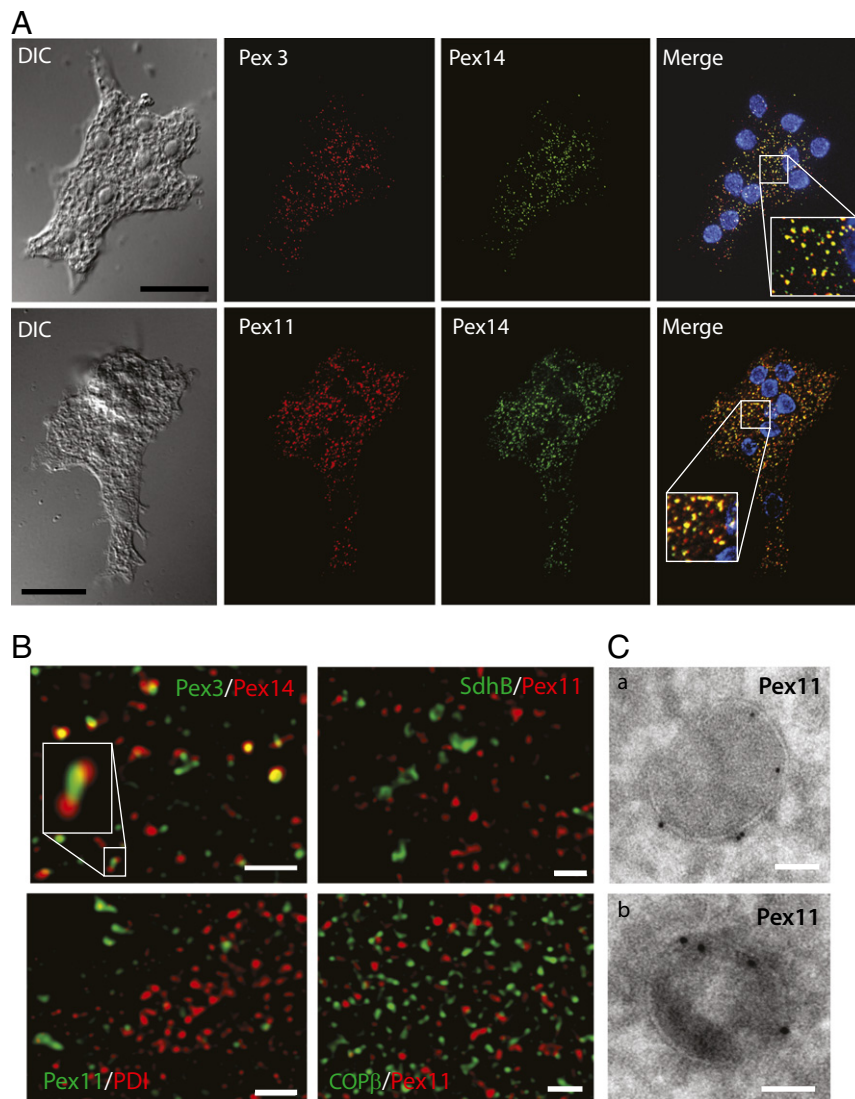 A
DIC
Pex 3
Pex14
Merge
DIC
Pex11
Pex14
Merge
B
Pex3/Pex14
SdhB/Pex11
Pex11/PDI
COPβ/Pex11
C
a
Pex11
b
Pex11